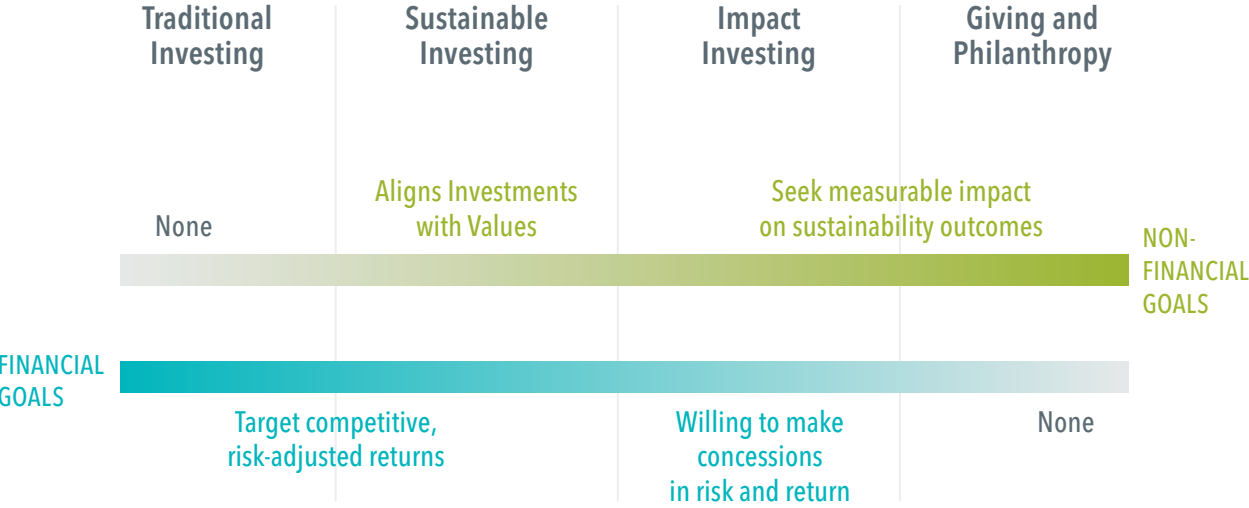 Traditional
Investing
Sustainable
Investing
Impact
Investing
Giving and
Philanthropy
None
Aligns Investments
with Values
Seek measurable impact
on sustainability outcomes
NON-
FINANCIAL
GOALS
FINANCIAL
GOALS
Target competitive,
risk-adjusted returns
Willing to make
concessions
in risk and return
None